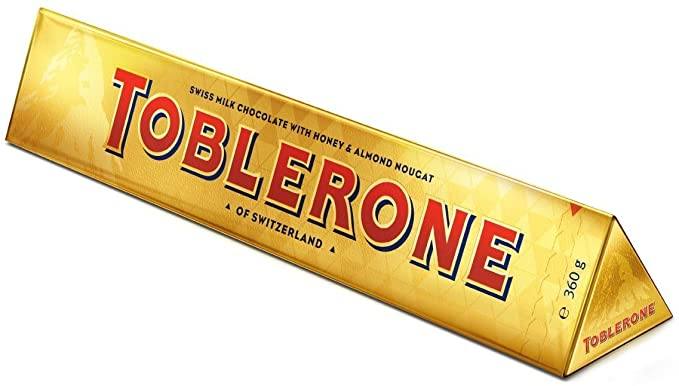 SWISS MILK CHOCOLATE WITH HONEY & ALMOND NOUGAT
TOBLERONE
OF SWITZERLAND
e 360 g
TOBLERONE